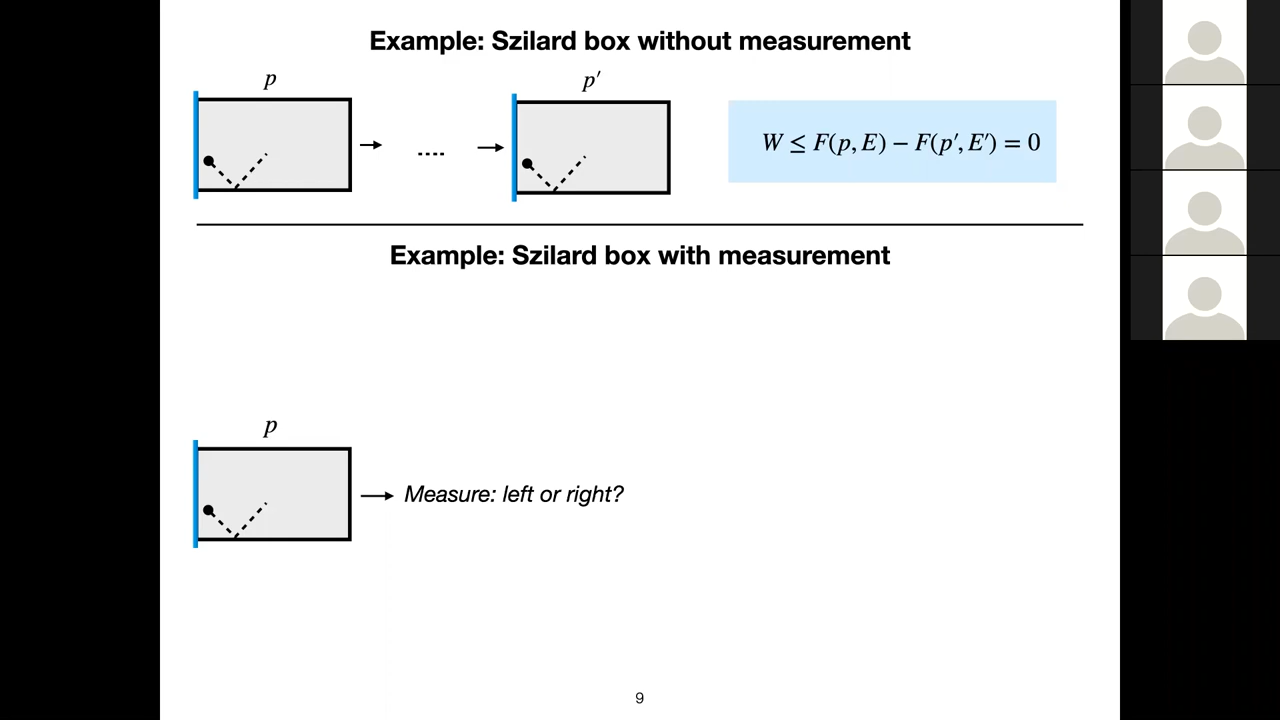 Example: Szilard box without measurement
p
p′
....
W ≤ F(p, E) − F(p′, E′) = 0
Example: Szilard box with measurement
p
Measure: left or right?
9